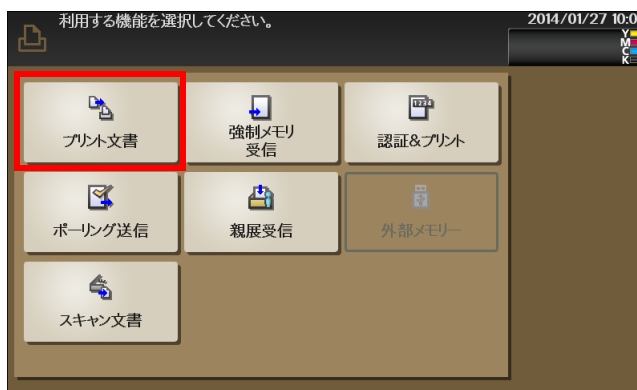 利用する機能を選択してください。
2014/01/27 10:0
Y
M
C
K
プリント文書
強制メモリ
受信
1234
認証&プリント
ポーリング送信
親展受信
外部メモリー
スキャン文書